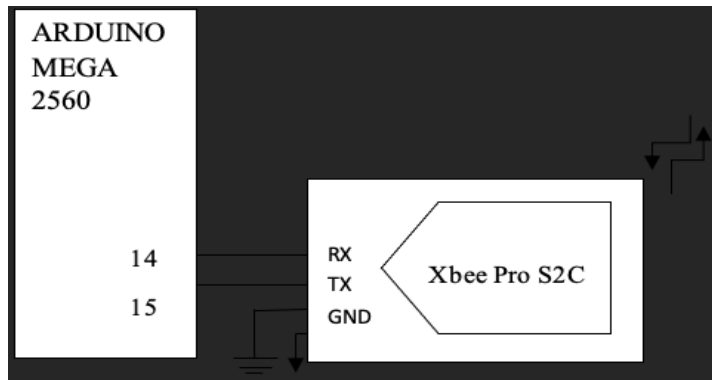 ARDUINO
MEGA
2560
14
15
RX
TX
GND
Xbee Pro S2C